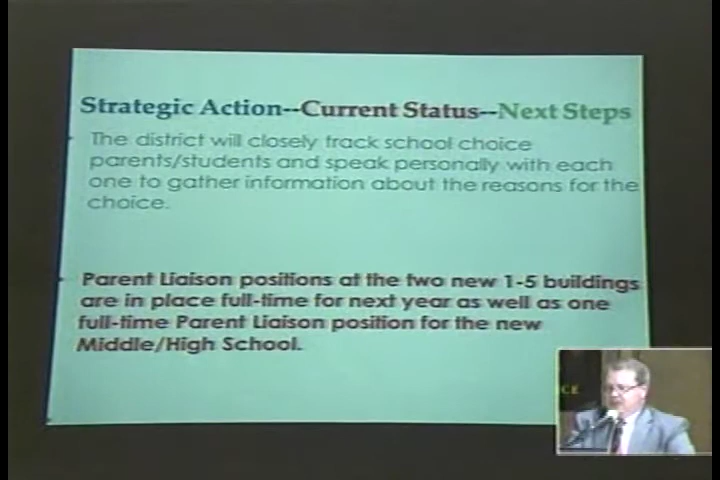 Strategic Action--Current Status--Next Steps
The district will closely track school choice
parents/students and speak personally with each
one to gather information about the reasons for the
choice.
Parent Liaison positions at the two new 1-5 buildings
are in place full-time for next year as well as one
full-time Parent Liaison position for the new
Middle/High School.
CE